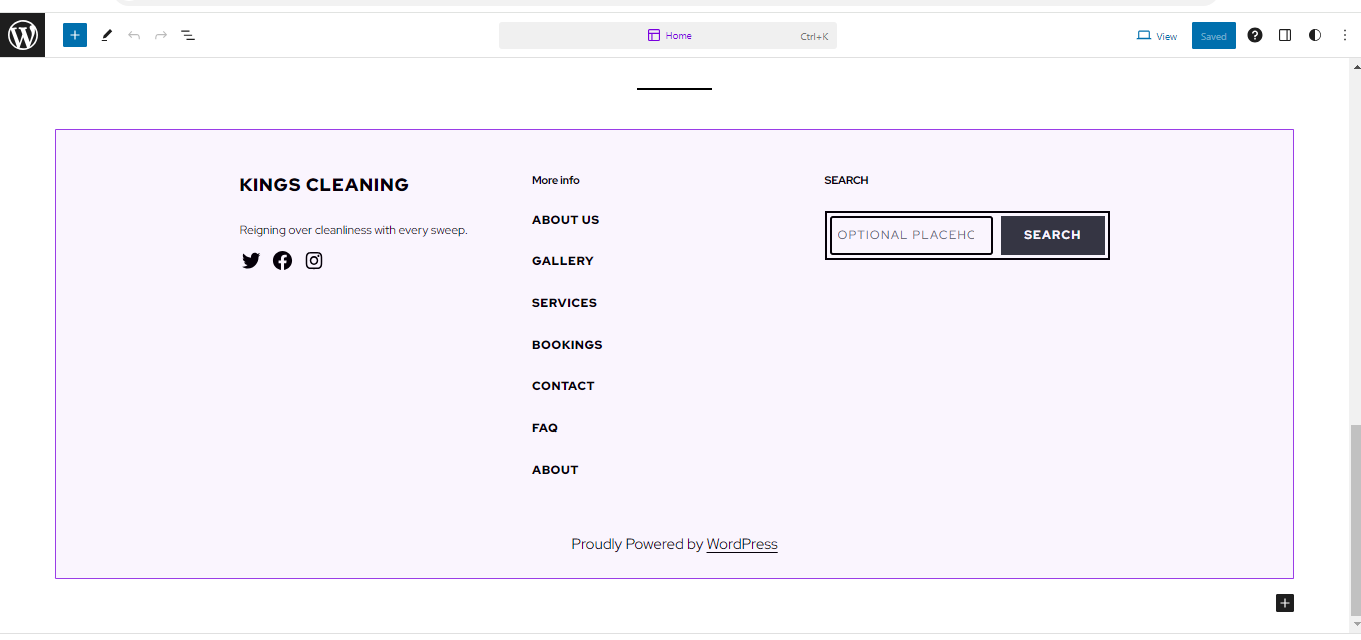 Home
Ctrl+K
View
Saved
KINGS CLEANING
Reigning over cleanliness with every sweep.
More info
ABOUT US
GALLERY
SERVICES
BOOKINGS
CONTACT
FAQ
ABOUT
SEARCH
OPTIONAL PLACEHC
SEARCH
Proudly Powered by WordPress